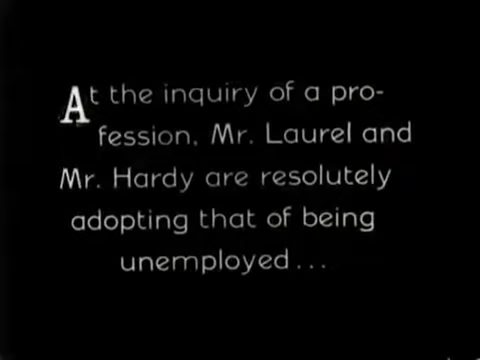 At the inquiry of a pro-
fession, Mr. Laurel and
Mr. Hardy are resolutely
adopting that of being
unemployed...